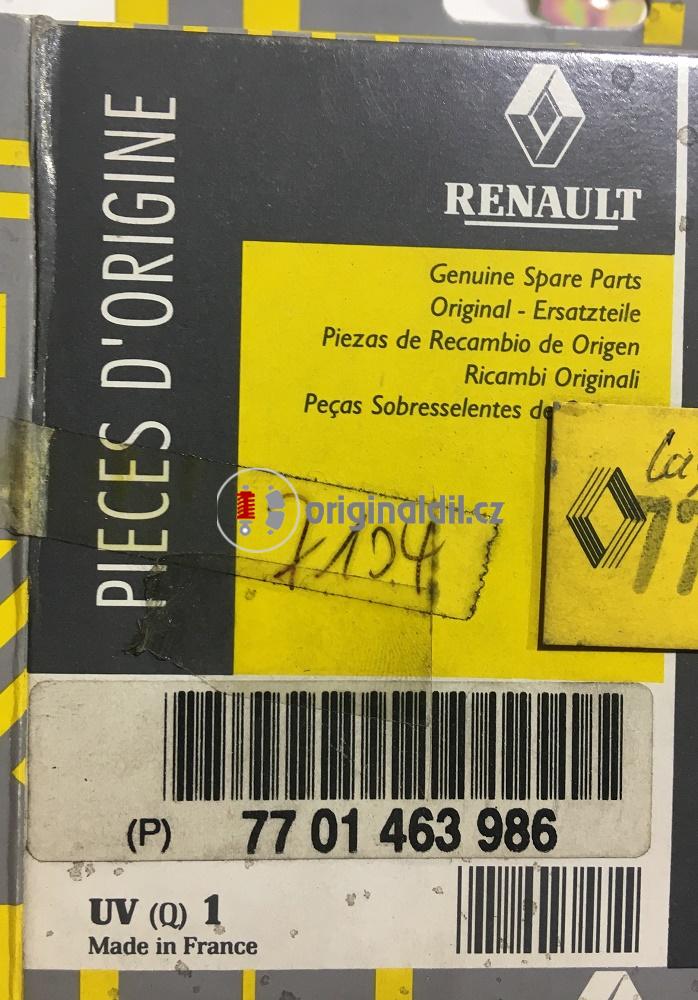 PIECES D'ORIGINE
RENAULT
Genuine Spare Parts
Original - Ersatzteile
Piezas de Recambio de Origen
Ricambi Originali
Peças Sobresselentes de
originaldil.cz
(P) 77 01 463 986
UV (Q) 1
Made in France